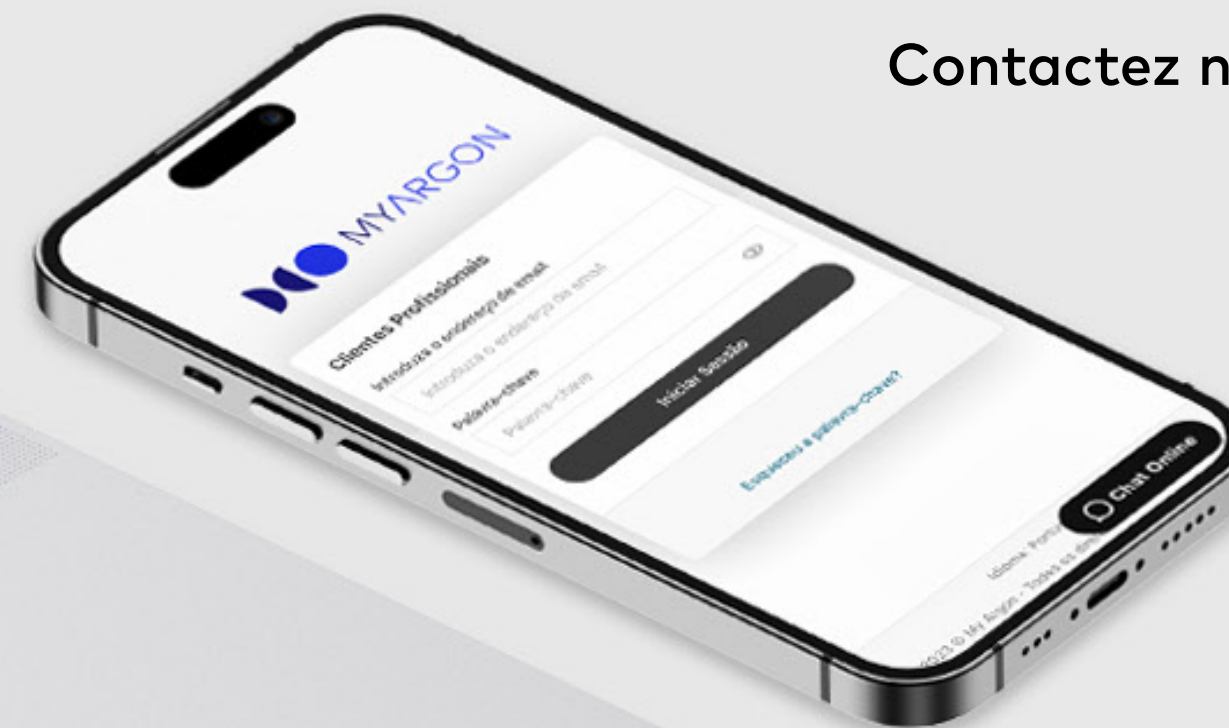 Contactez n
MYARGON
Clientes Profissionais
Introduza o endereço de email
Introduza o endereço de email
Palavra-chave
Palavra-chave
Iniciar Sessão
Esqueceu a palavra-chave?
Chat Online
Idioma: Portu
2023 © My Argon - Todos os dire